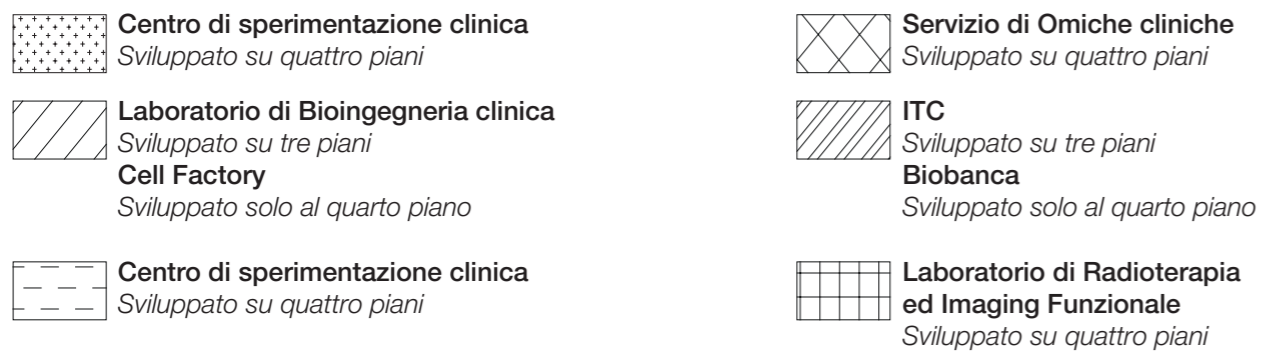 Centro di sperimentazione clinica
Sviluppato su quattro piani
Laboratorio di Bioingegneria clinica
Sviluppato su tre piani
Cell Factory
Sviluppato solo al quarto piano
Centro di sperimentazione clinica
Sviluppato su quattro piani
Servizio di Omiche cliniche
Sviluppato su quattro piani
ITC
Sviluppato su tre piani
Biobanca
Sviluppato solo al quarto piano
Laboratorio di Radioterapia
ed Imaging Funzionale
Sviluppato su quattro piani